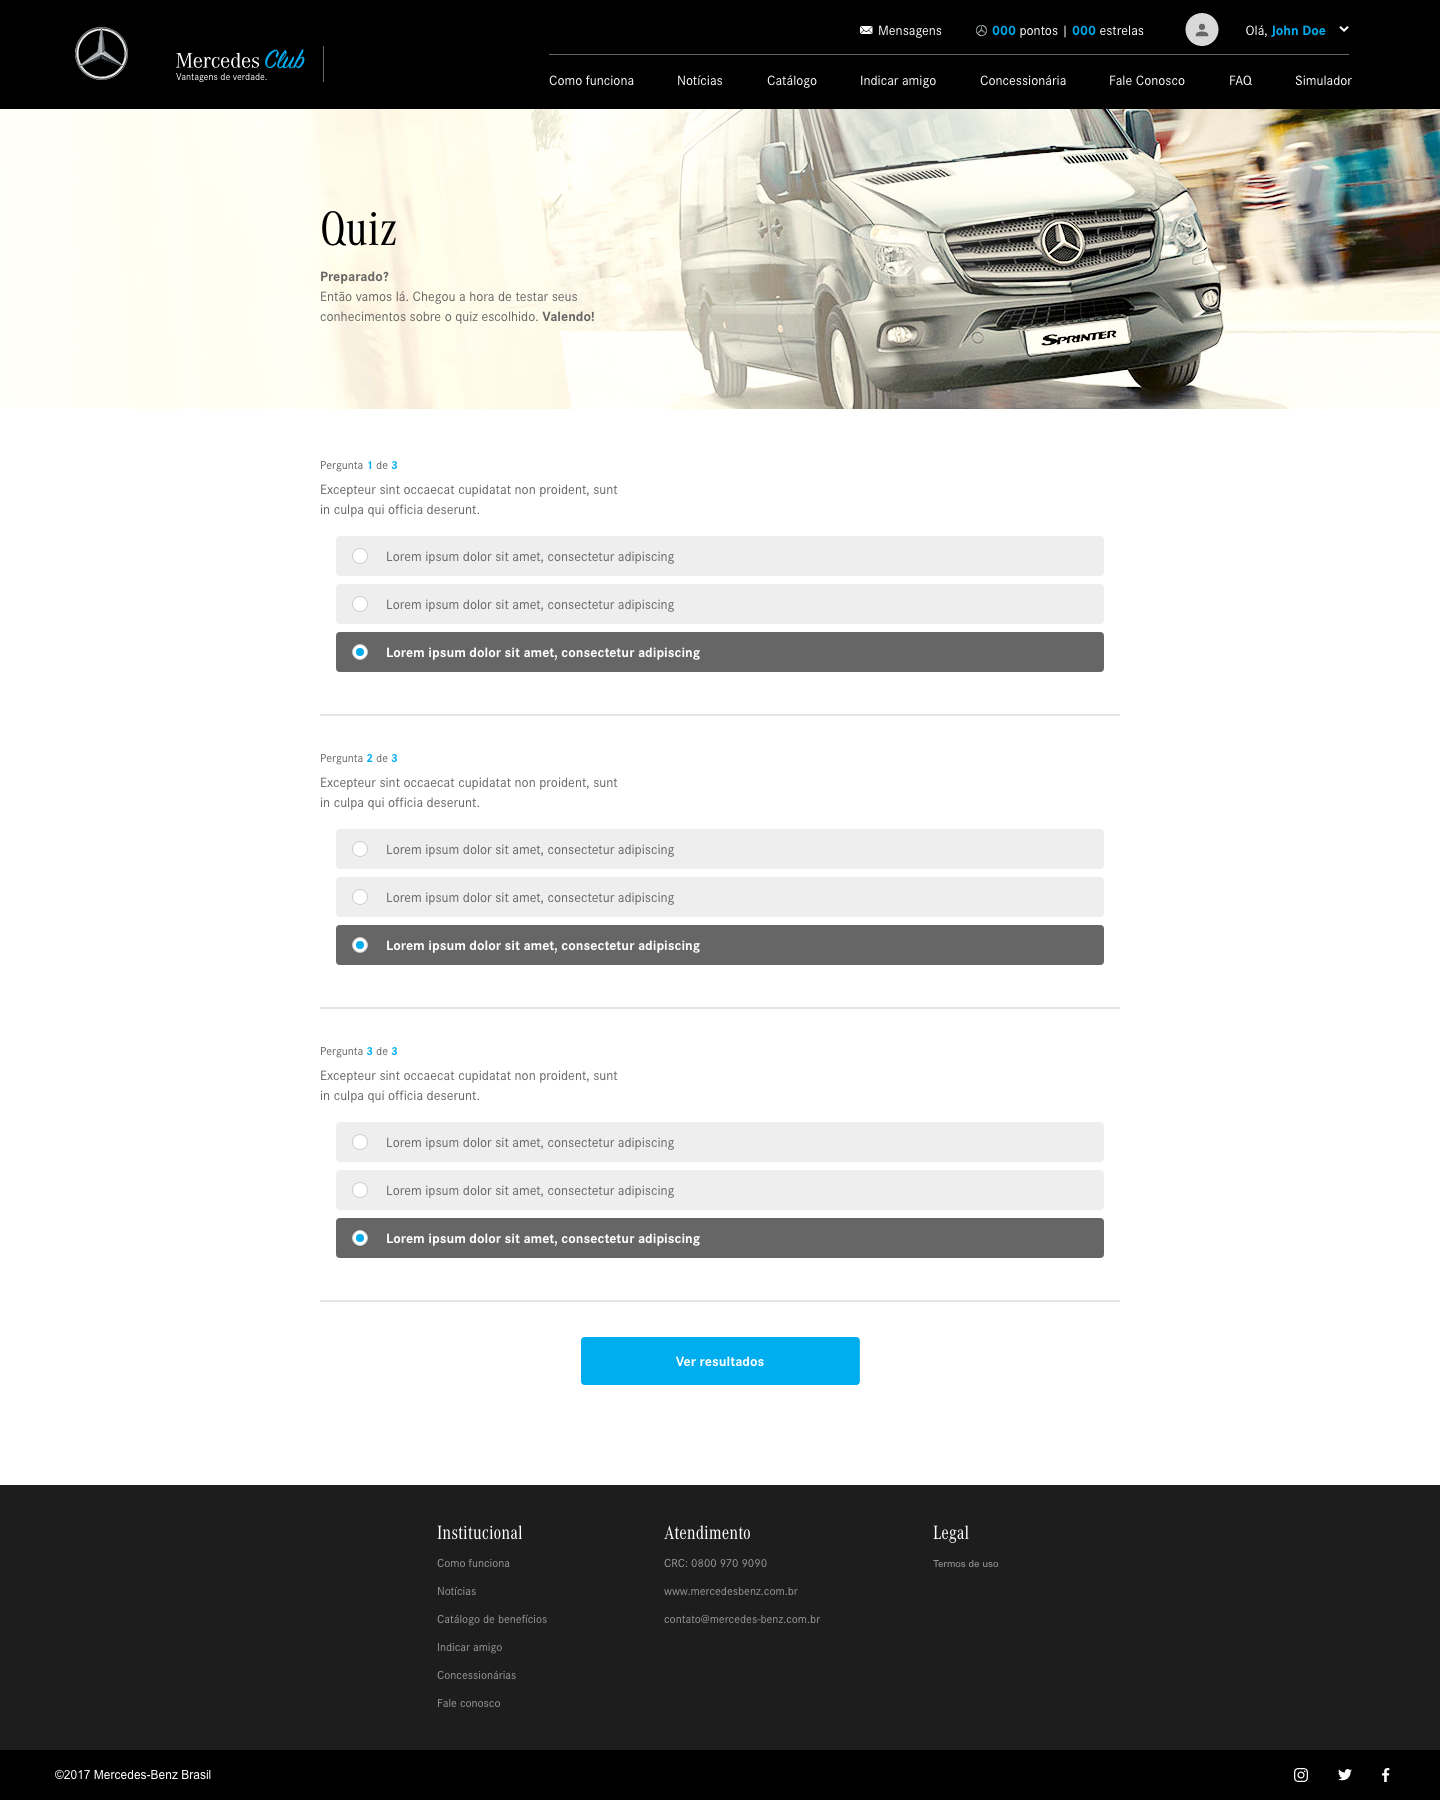 Mensagens
000 pontos | 000 estrelas
Olá, John Doe
Mercedes Club
Vantagens de verdade.
Como funciona
Notícias
Catálogo
Indicar amigo
Concessionária
Fale Conosco
FAQ
Simulador
Quiz
Preparado?
Então vamos lá. Chegou a hora de testar seus
conhecimentos sobre o quiz escolhido. Valendo!
SPRINTER
Pergunta 1 de 3
Excepteur sint occaecat cupidatat non proident, sunt
in culpa qui officia deserunt.
Lorem ipsum dolor sit amet, consectetur adipiscing
Lorem ipsum dolor sit amet, consectetur adipiscing
Lorem ipsum dolor sit amet, consectetur adipiscing
Pergunta 2 de 3
Excepteur sint occaecat cupidatat non proident, sunt
in culpa qui officia deserunt.
Lorem ipsum dolor sit amet, consectetur adipiscing
Lorem ipsum dolor sit amet, consectetur adipiscing
Lorem ipsum dolor sit amet, consectetur adipiscing
Pergunta 3 de 3
Excepteur sint occaecat cupidatat non proident, sunt
in culpa qui officia deserunt.
Lorem ipsum dolor sit amet, consectetur adipiscing
Lorem ipsum dolor sit amet, consectetur adipiscing
Lorem ipsum dolor sit amet, consectetur adipiscing
Ver resultados
Institucional
Como funciona
Notícias
Catálogo de benefícios
Indicar amigo
Concessionárias
Fale conosco
Atendimento
CRC: 0800 970 9090
www.mercedesbenz.com.br
contato@mercedes-benz.com.br
Legal
Termos de uso
©2017 Mercedes-Benz Brasil